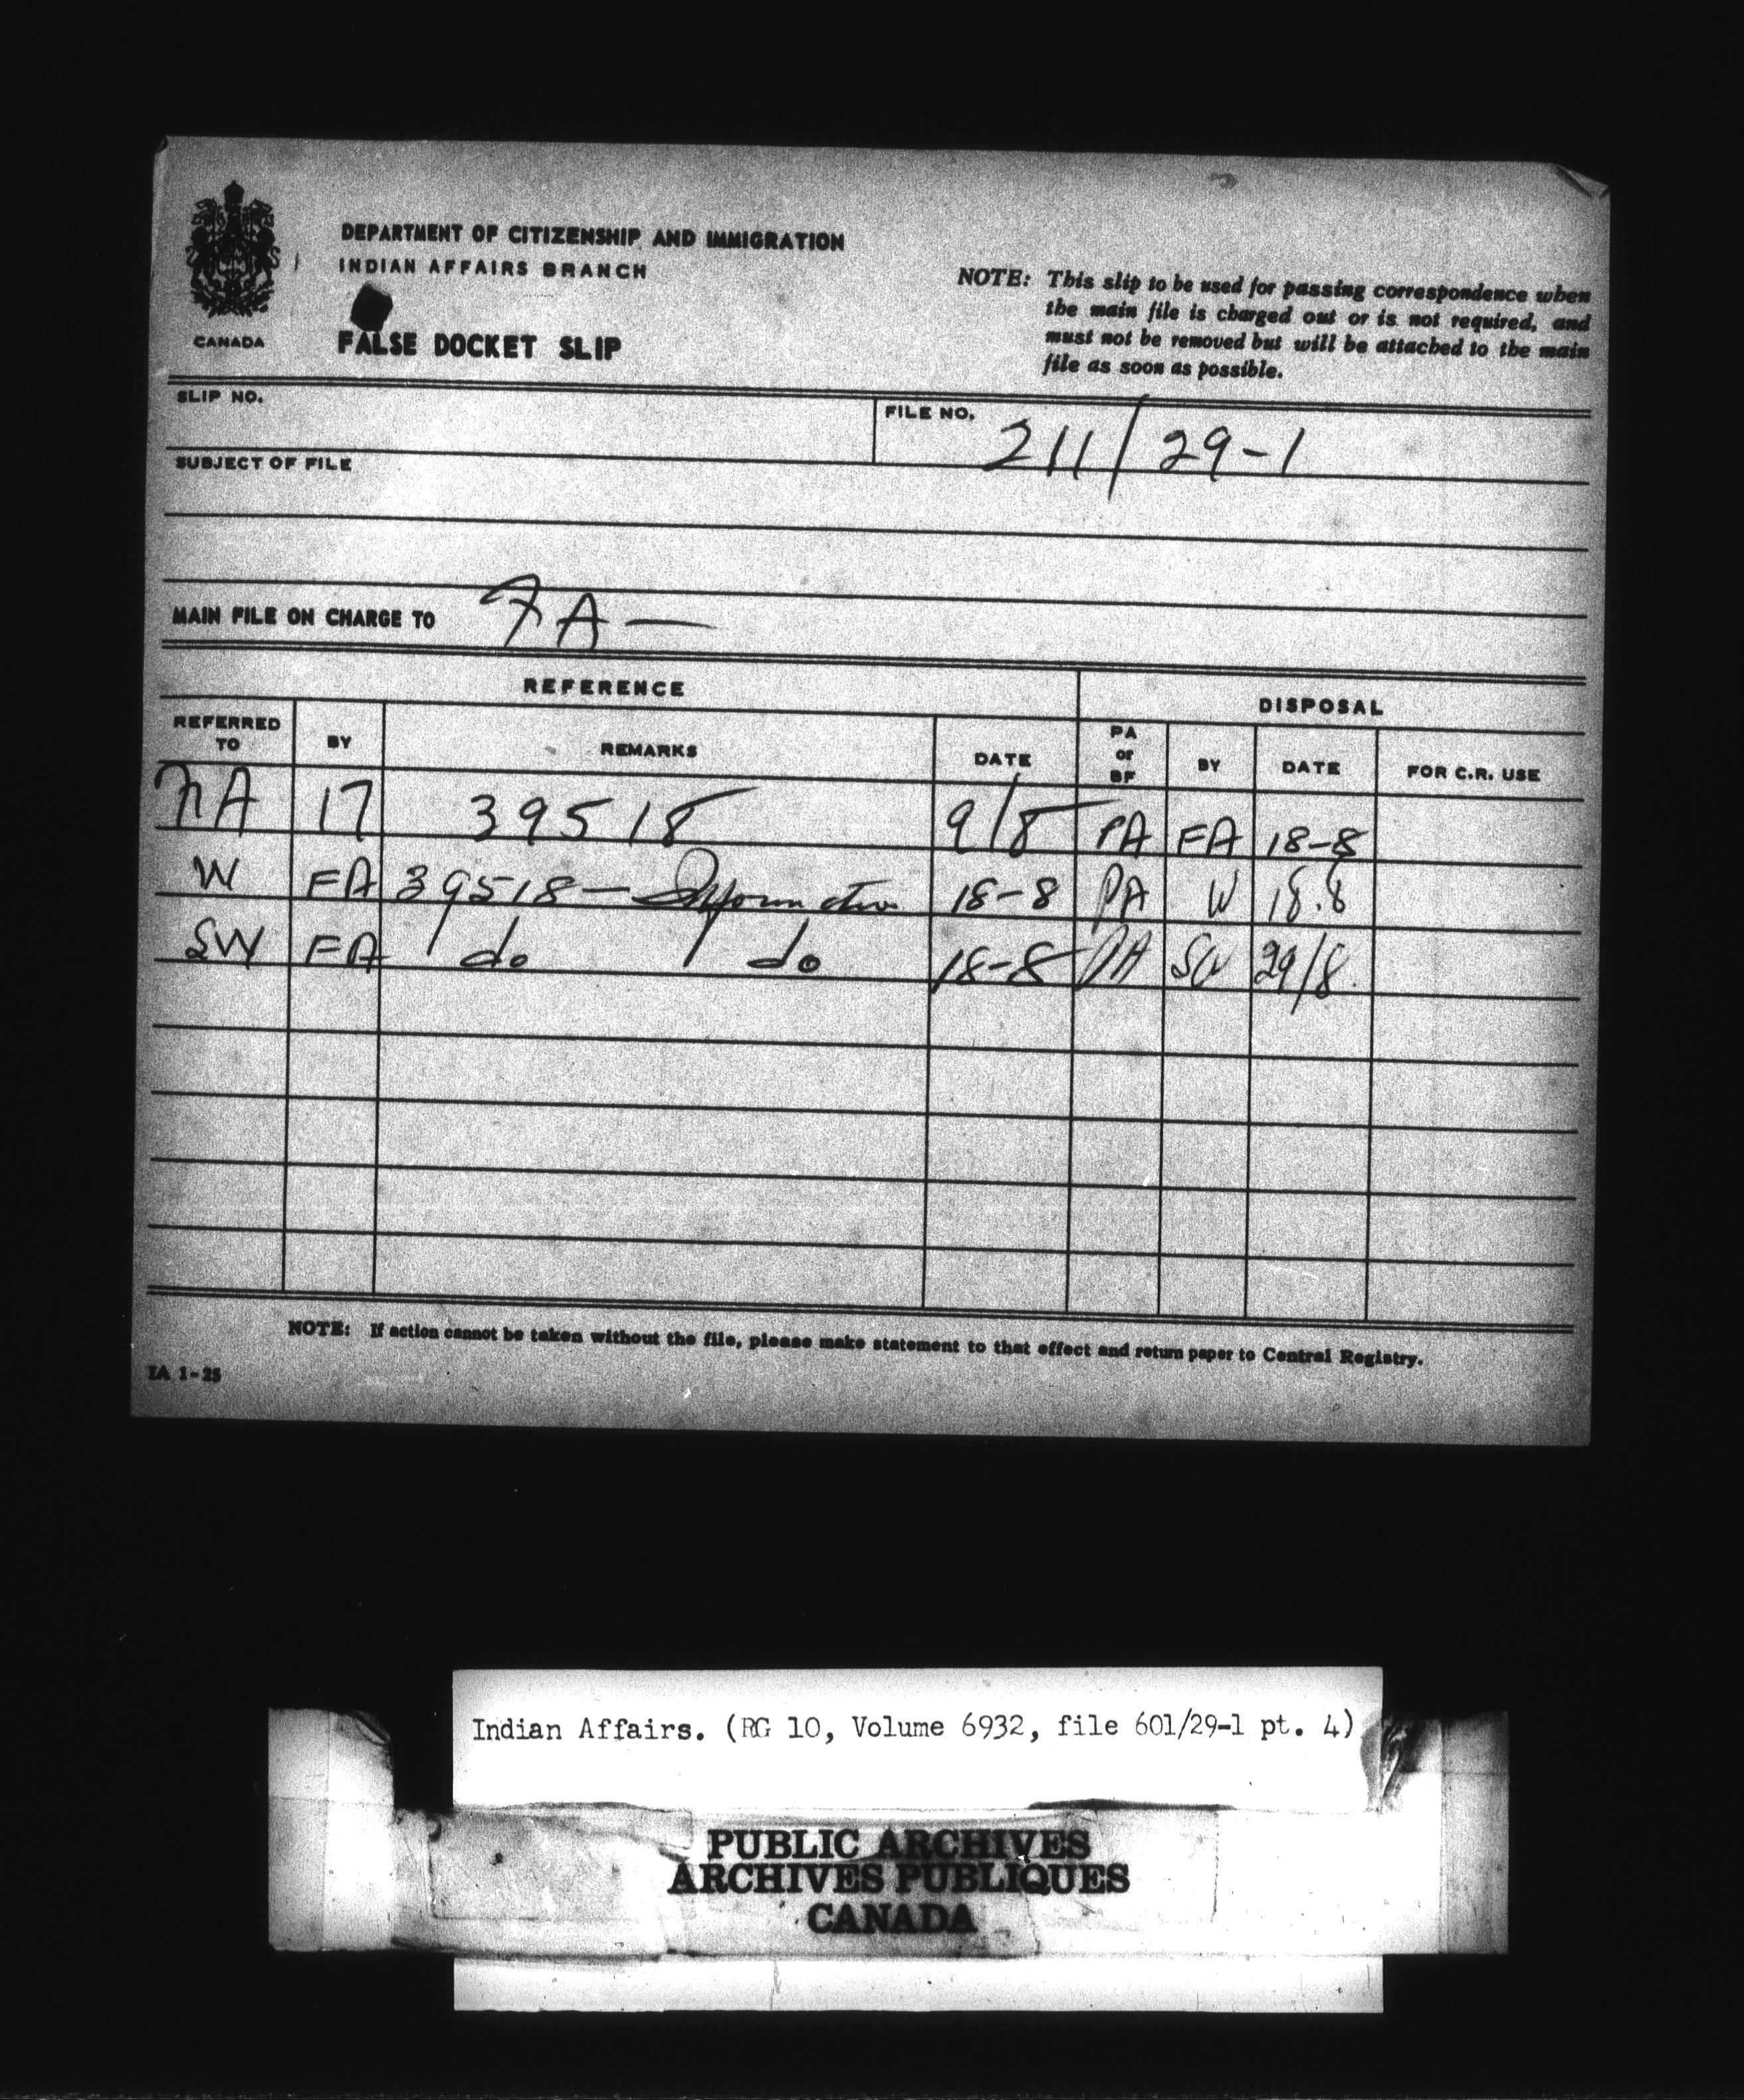 DEPARTMENT OF CITIZENSHIP AND IMMIGRATION
INDIAN AFFAIRS BRANCH
CANADA
FALSE DOCKET SLIP
NOTE: This slip to be used for passing correspondence when
the main file is charged out or is not required, and
must not be removed but will be attached to the main
file as soon as possible.
SLIP NO.
FILE NO. 211/29-1
SUBJECT OF FILE
MAIN FILE ON CHARGE TO FA—
REFERENCE DISPOSAL
REFERRED TO BY REMARKS DATE PA or BF BY DATE FOR C.R. USE
FA 17 39518 9/8 PA FA 18-8
W FA 39518 — Information 18-8 PA W 18.8
SW FA do do 18-8 PA SW 29/8.
NOTE: If action cannot be taken without the file, please make statement to that effect and return paper to Central Registry.
IA 1-25
Indian Affairs. (RG 10, Volume 6932, file 601/29-1 pt. 4)
PUBLIC ARCHIVES
ARCHIVES PUBLIQUES
CANADA